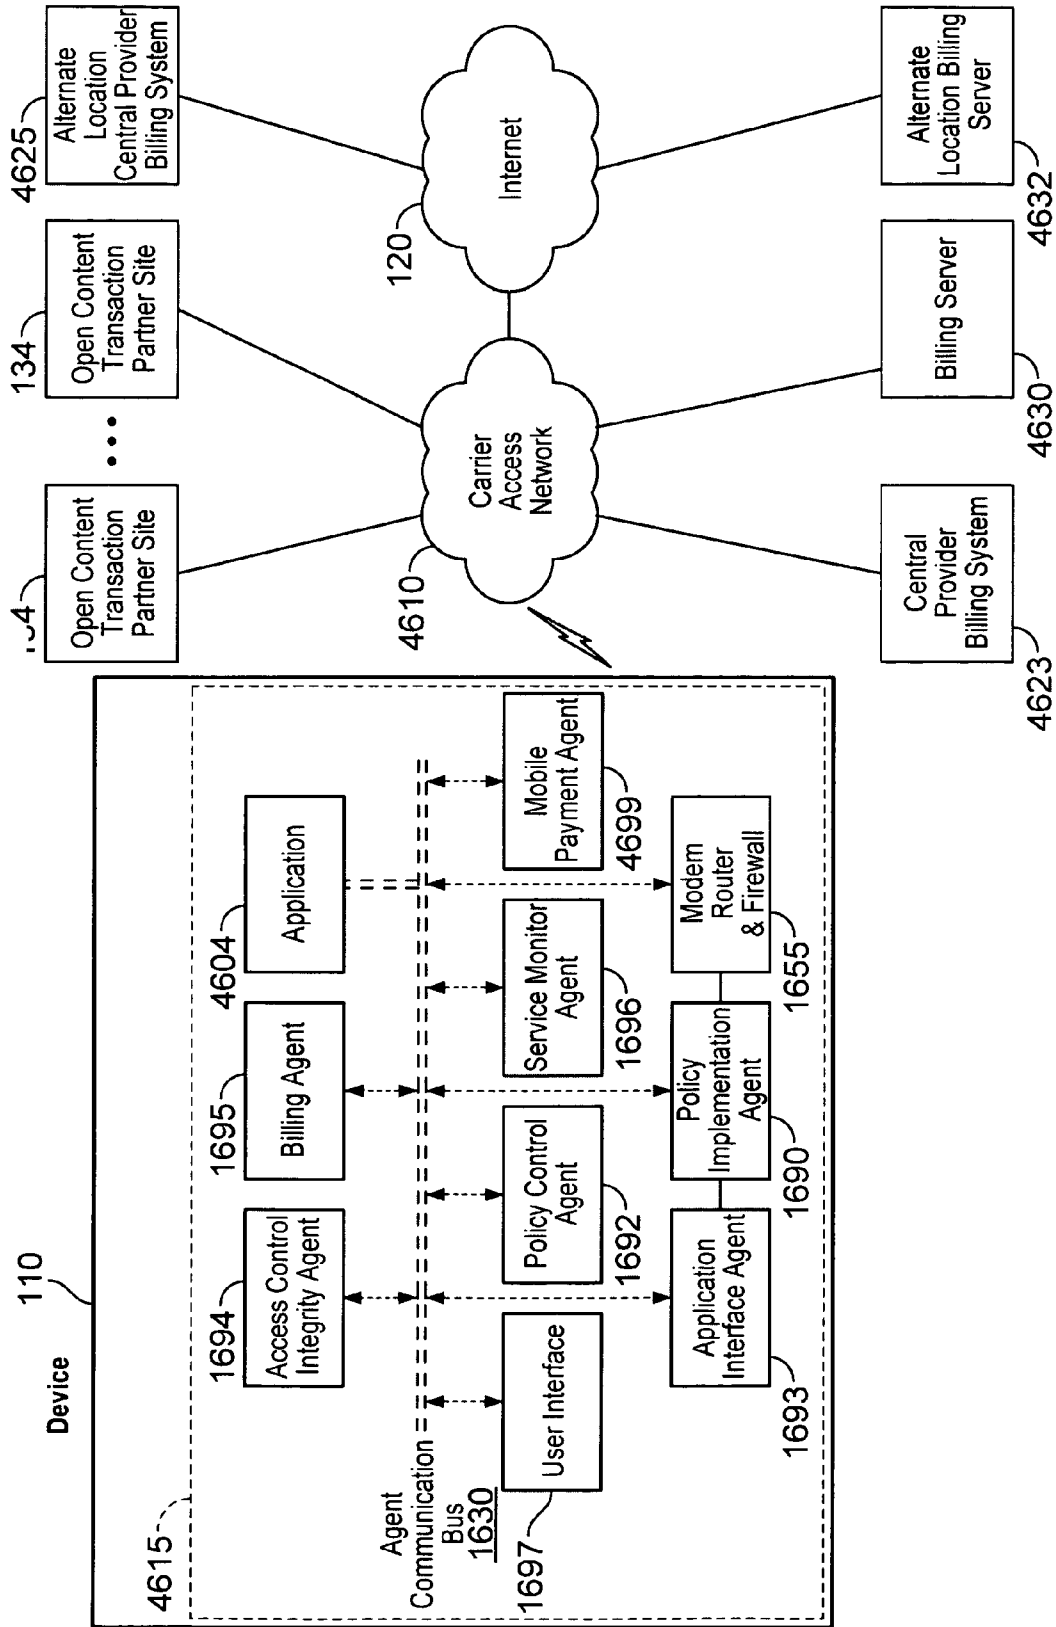 Device
110
4615
1694
Access Control
Integrity Agent
1695
Billing Agent
4604
Application
Agent
Communication
Bus
1630
User Interface
1697
Policy Control
Agent
1692
Service Monitor
Agent
1696
Mobile
Payment Agent
4699
Application
Interface Agent
1693
Policy
Implementation
Agent
1690
Modem
Router
& Firewall
1655
Open Content
Transaction
Partner Site
134
Open Content
Transaction
Partner Site
4625
Alternate
Location
Central Provider
Billing System
4610
Carrier
Access
Network
120
Internet
Central
Provider
Billing System
4623
Billing Server
4630
Alternate
Location Billing
Server
4632